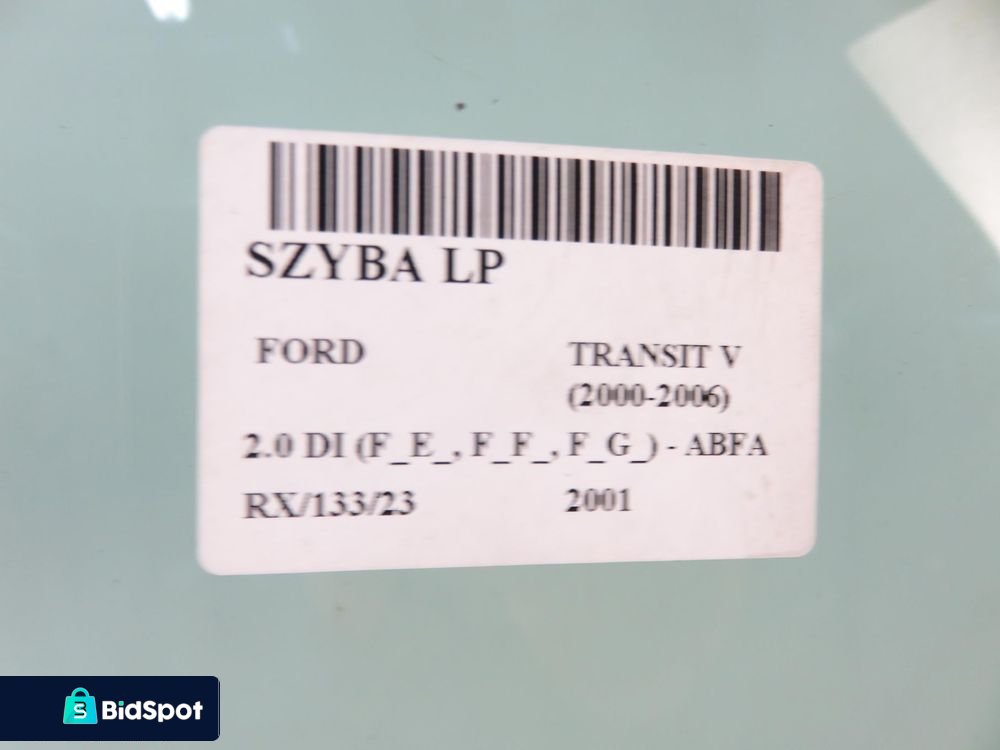 SZYBA LP
FORD TRANSIT V
(2000-2006)
2.0 DI (F_E_, F_F_, F_G_) - ABFA
RX/133/23 2001
BidSpot